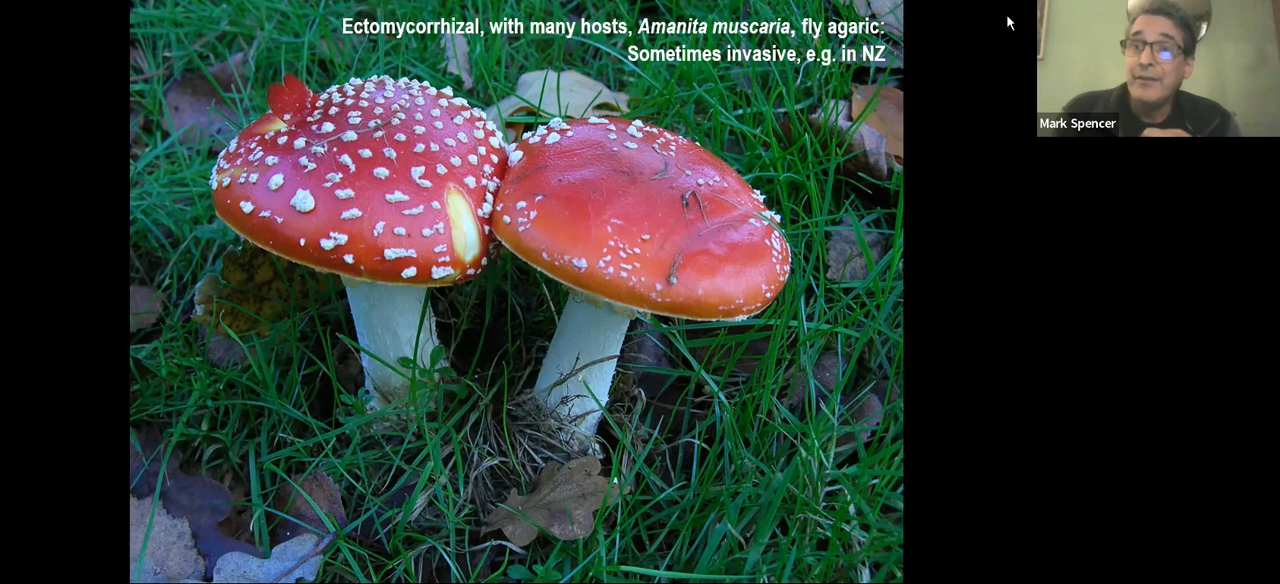 Ectomycorrhizal, with many hosts, Amanita muscaria, fly agaric:
Sometimes invasive, e.g. in NZ
Mark Spencer